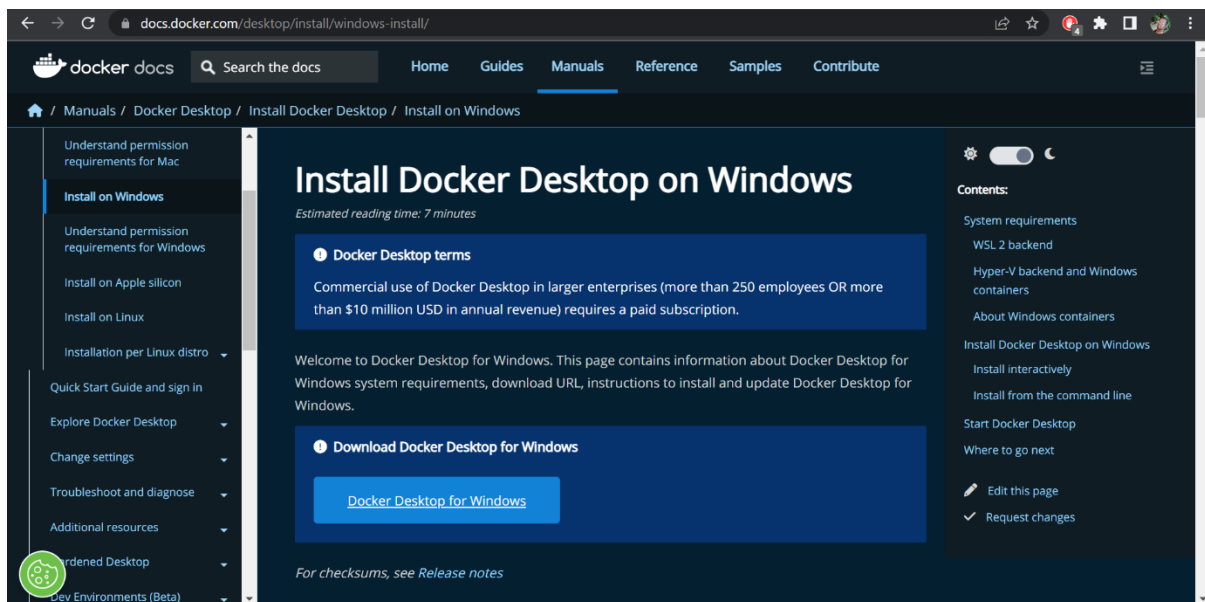 docs.docker.com/desktop/install/windows-install/
4
docker docs
Search the docs
Home Guides Manuals Reference Samples Contribute
/ Manuals / Docker Desktop / Install Docker Desktop / Install on Windows
Understand permission
requirements for Mac
Install on Windows
Understand permission
requirements for Windows
Install on Apple silicon
Install on Linux
Installation per Linux distro
Quick Start Guide and sign in
Explore Docker Desktop
Change settings
Troubleshoot and diagnose
Additional resources
rdened Desktop
Dev Environments (Beta)
Install Docker Desktop on Windows
Estimated reading time: 7 minutes
Docker Desktop terms
Commercial use of Docker Desktop in larger enterprises (more than 250 employees OR more
than $10 million USD in annual revenue) requires a paid subscription.
Welcome to Docker Desktop for Windows. This page contains information about Docker Desktop for
Windows system requirements, download URL, instructions to install and update Docker Desktop for
Windows.
Download Docker Desktop for Windows
Docker Desktop for Windows
For checksums, see Release notes
Contents:
System requirements
WSL 2 backend
Hyper-V backend and Windows
containers
About Windows containers
Install Docker Desktop on Windows
Install interactively
Install from the command line
Start Docker Desktop
Where to go next
Edit this page
Request changes